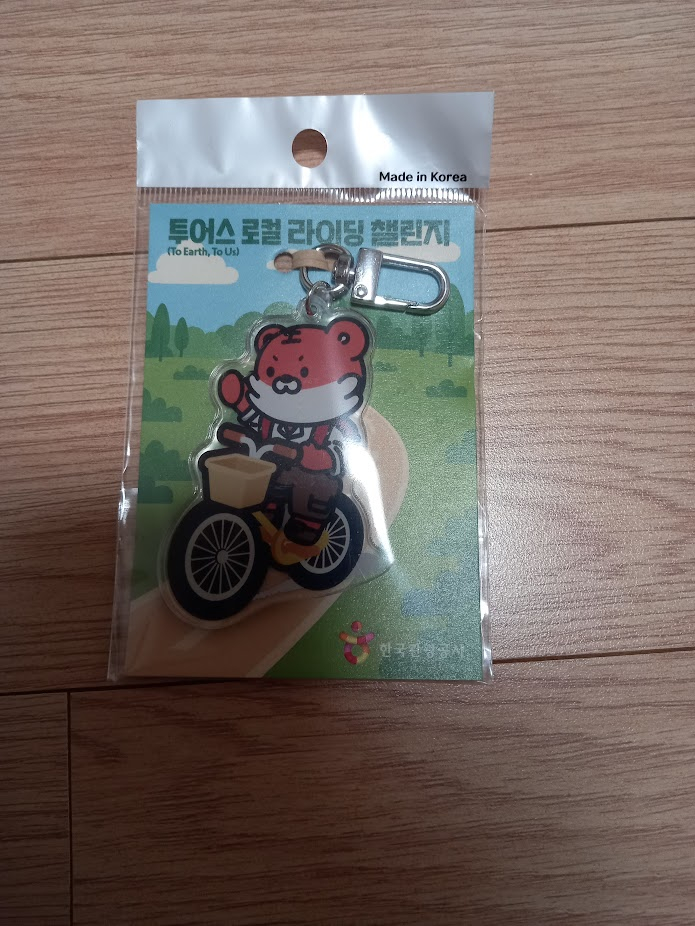 Made in Korea
투어스 로컬 라이딩 챌린지
(To Earth, To Us)
한국관광공사